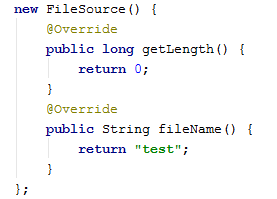 new FileSource() {
    @Override
    public long getLength() {
        return 0;
    }
    @Override
    public String fileName() {
        return "test";
    }
};